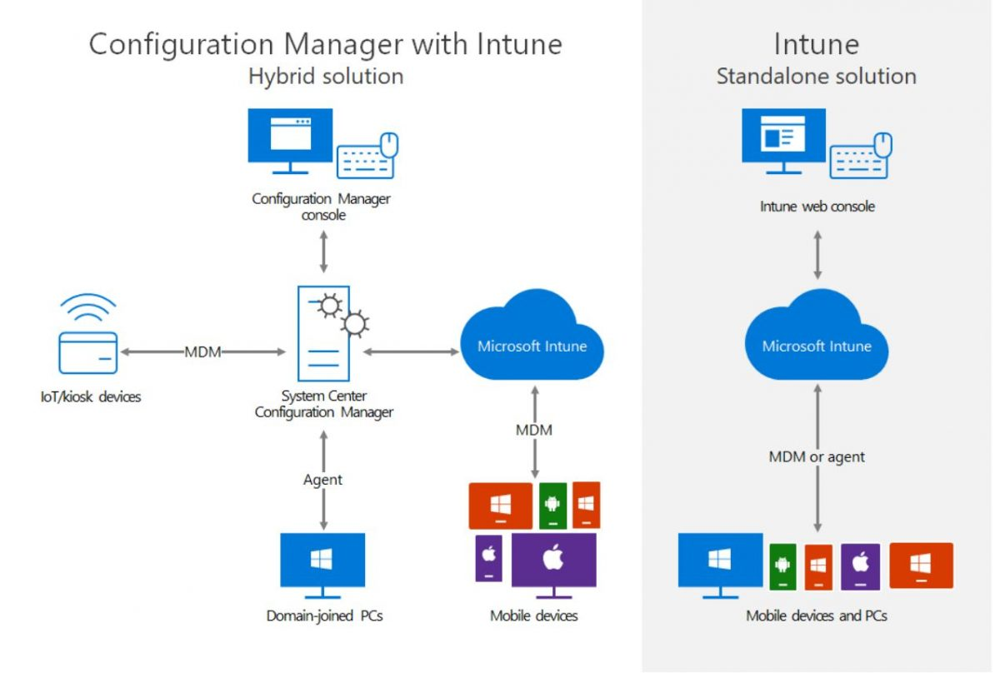 Configuration Manager with Intune
Hybrid solution
Configuration Manager
console
IoT/kiosk devices
MDM
System Center
Configuration Manager
Microsoft Intune
Agent
MDM
Domain-joined PCs
Mobile devices
Intune
Standalone solution
Intune web console
Microsoft Intune
MDM or agent
Mobile devices and PCs